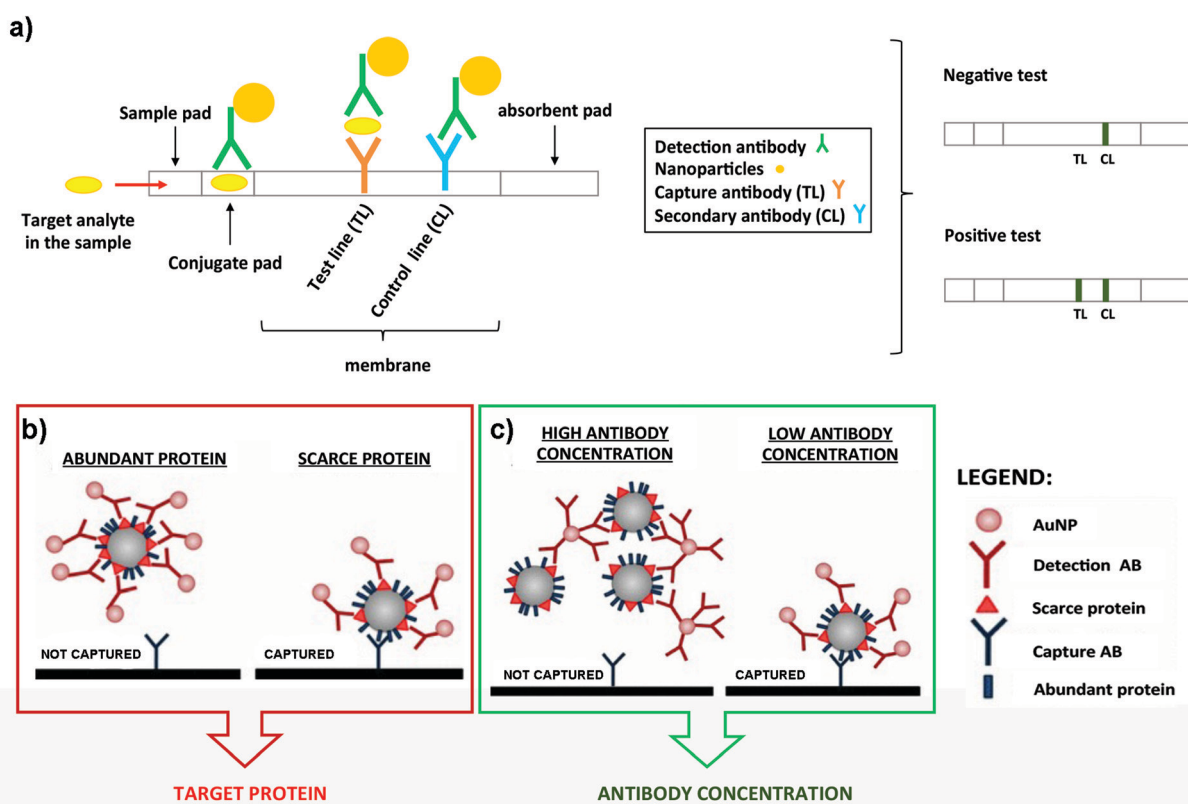 a)
Sample pad
absorbent pad
Target analyte
in the sample
Conjugate pad
Test line (TL)
Control line (CL)
membrane
Detection antibody
Nanoparticles
Capture antibody (TL)
Secondary antibody (CL)
Negative test
TL CL
Positive test
TL CL
b)
ABUNDANT PROTEIN
SCARCE PROTEIN
NOT CAPTURED
CAPTURED
TARGET PROTEIN
c)
HIGH ANTIBODY
CONCENTRATION
LOW ANTIBODY
CONCENTRATION
NOT CAPTURED
CAPTURED
ANTIBODY CONCENTRATION
LEGEND:
AuNP
Detection AB
Scarce protein
Capture AB
Abundant protein